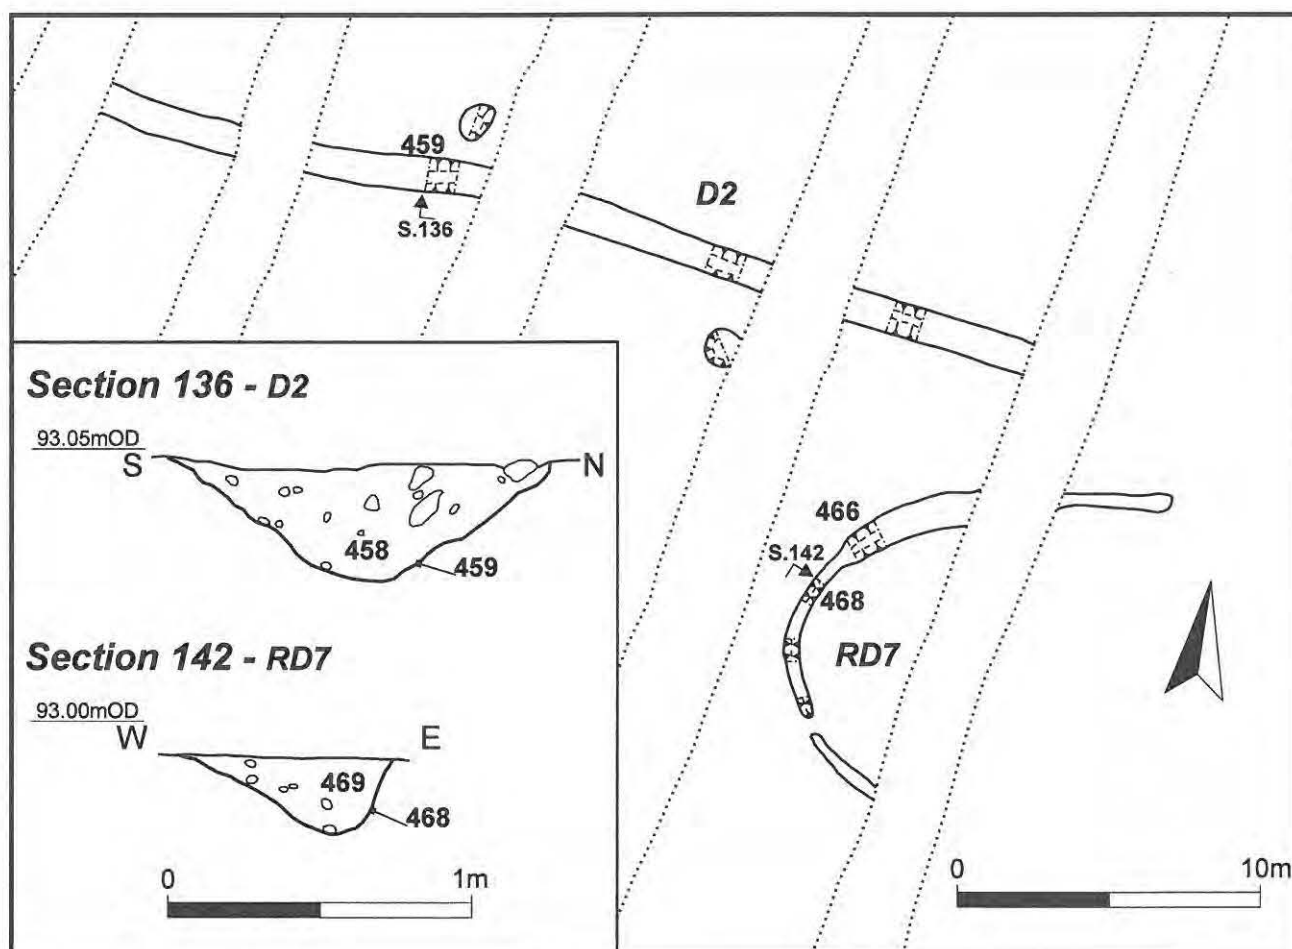 459
S.136
D2
Section 136 - D2
93.05mOD
S N
458
459
Section 142 - RD7
93.00mOD
W E
469
468
0 1m
466
S.142
468
RD7
0 10m